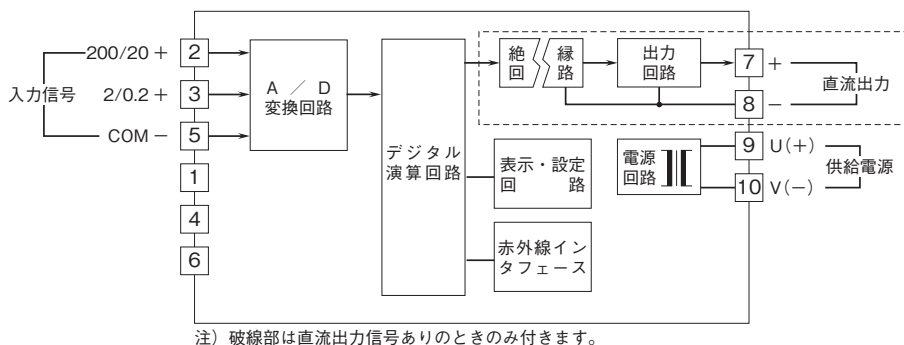 200/20 +
2
入力信号
2/0.2 +
3
COM −
5
1
4
6
A ／ D
変換回路
デジタル
演算回路
絶 縁
回 路
出力
回路
7 +
8 −
直流出力
表示・設定
回 路
赤外線イン
タフェース
電源
回路
9 U(+)
10 V(−)
供給電源
注）破線部は直流出力信号ありのときのみ付きます。